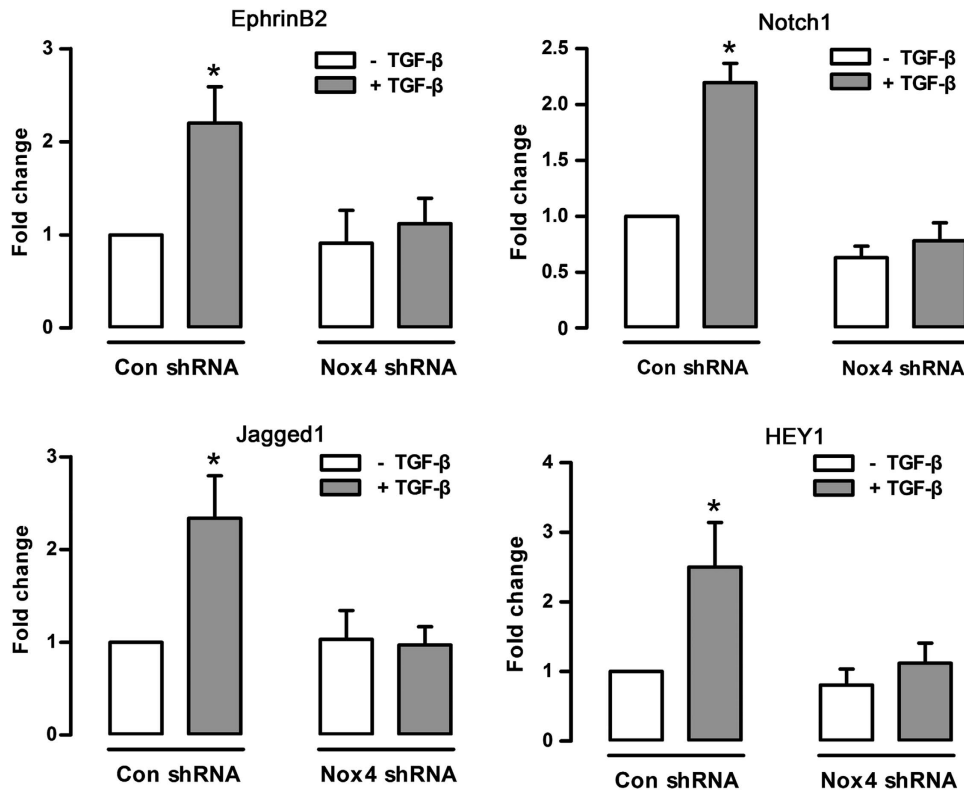 EphrinB2
- TGF-β
+ TGF-β
Fold change
3
2
1
0
*
Con shRNA
Nox4 shRNA
Notch1
- TGF-β
+ TGF-β
Fold change
2.5
2.0
1.5
1.0
0.5
0.0
*
Con shRNA
Nox4 shRNA
Jagged1
- TGF-β
+ TGF-β
Fold change
3
2
1
0
*
Con shRNA
Nox4 shRNA
HEY1
- TGF-β
+ TGF-β
Fold change
4
3
2
1
0
*
Con shRNA
Nox4 shRNA